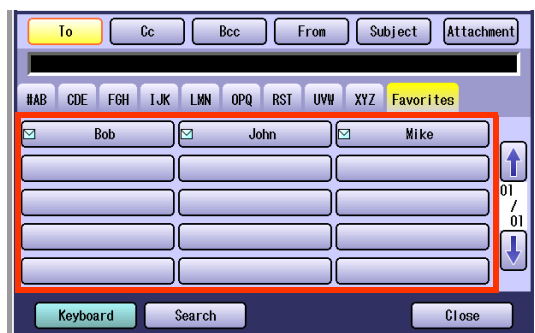 To Cc Bcc From Subject Attachment
#AB CDE FGH IJK LMN OPQ RST UVW XYZ Favorites
Bob John Mike
01
/
01
Keyboard Search Close